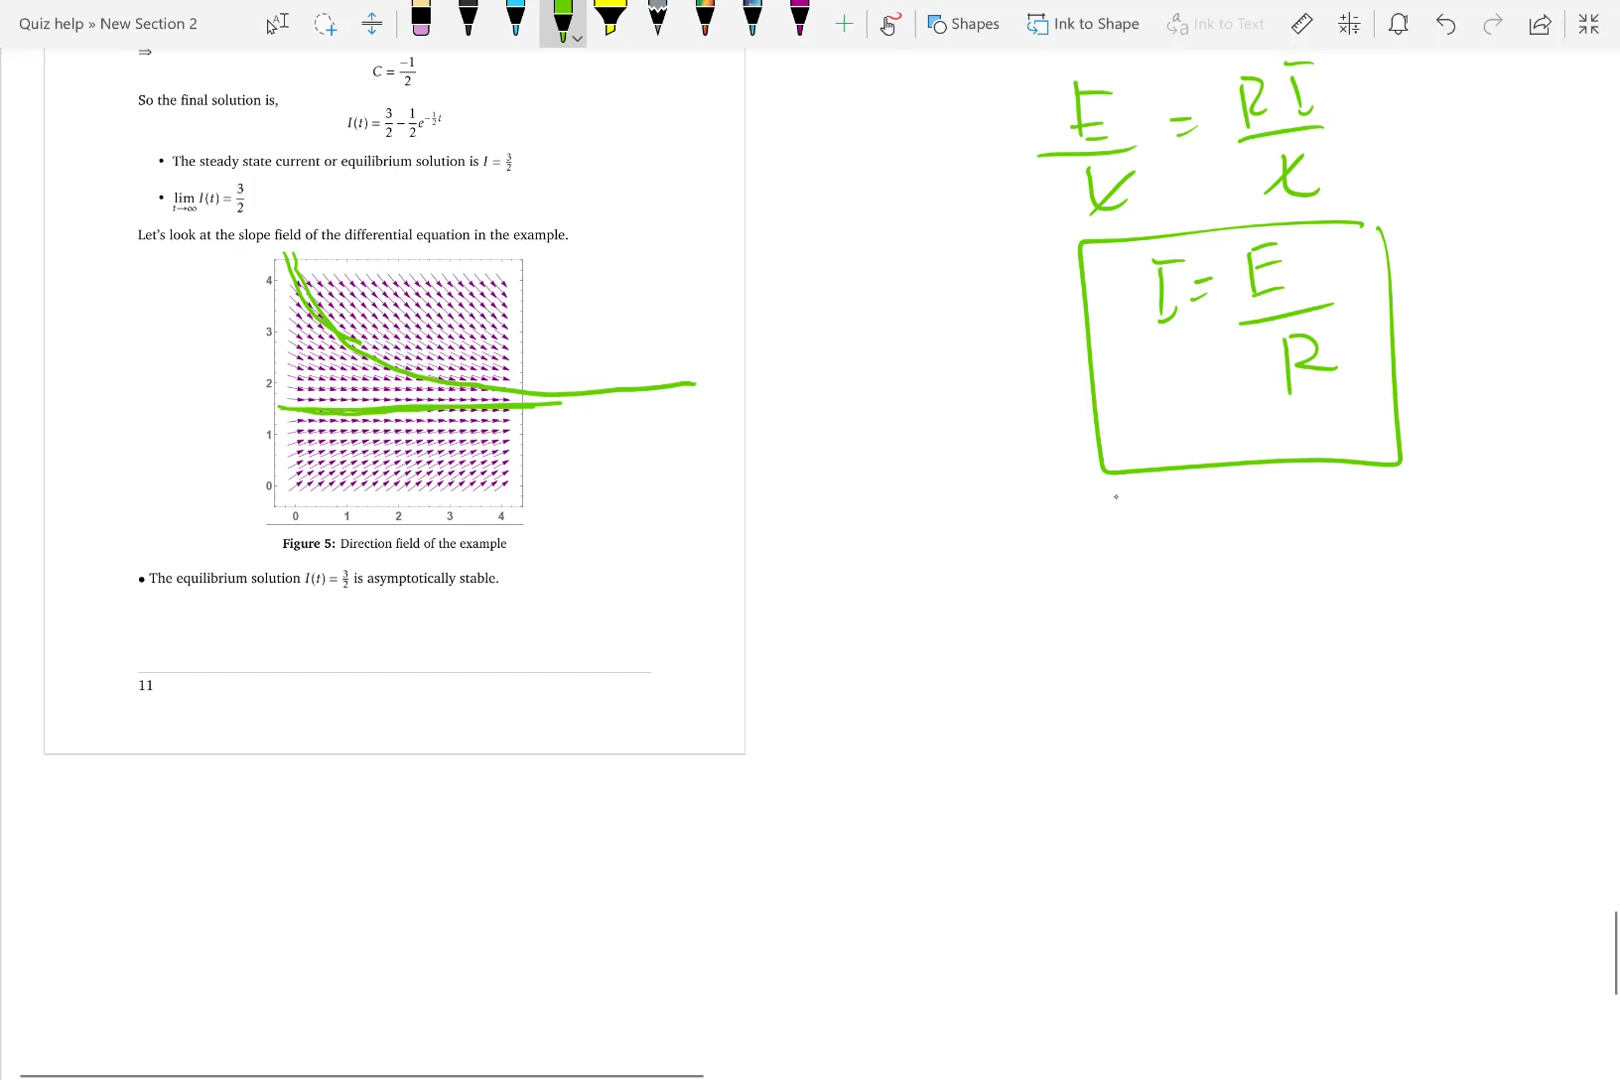 Quiz help » New Section 2
Shapes
Ink to Shape
Ink to Text
⇒
C = −1/2
So the final solution is,
I(t) = 3/2 − 1/2 e^{−1/2 t}
• The steady state current or equilibrium solution is I = 3/2
• lim t→∞ I(t) = 3/2
Let's look at the slope field of the differential equation in the example.
4
3
2
1
0
0 1 2 3 4
Figure 5: Direction field of the example
• The equilibrium solution I(t) = 3/2 is asymptotically stable.
11
E = R I
I = E/R